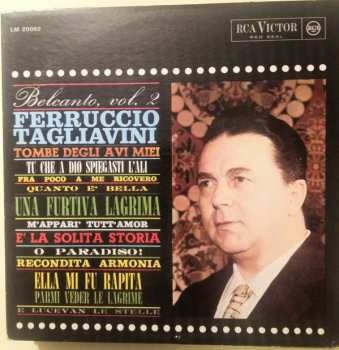 LM 20062
RCA VICTOR
RED SEAL
RCA
Belcanto, vol. 2
FERRUCCIO
TAGLIAVINI
TOMBE DEGLI AVI MIEI
TU CHE A DIO SPIEGASTI L'ALI
FRA POCO A ME RICOVERO
QUANTO E' BELLA
UNA FURTIVA LAGRIMA
M'APPARI' TUTT'AMOR
E' LA SOLITA STORIA
O PARADISO!
RECONDITA ARMONIA
ELLA MI FU RAPITA
PARMI VEDER LE LAGRIME
E LUCEVAN LE STELLE